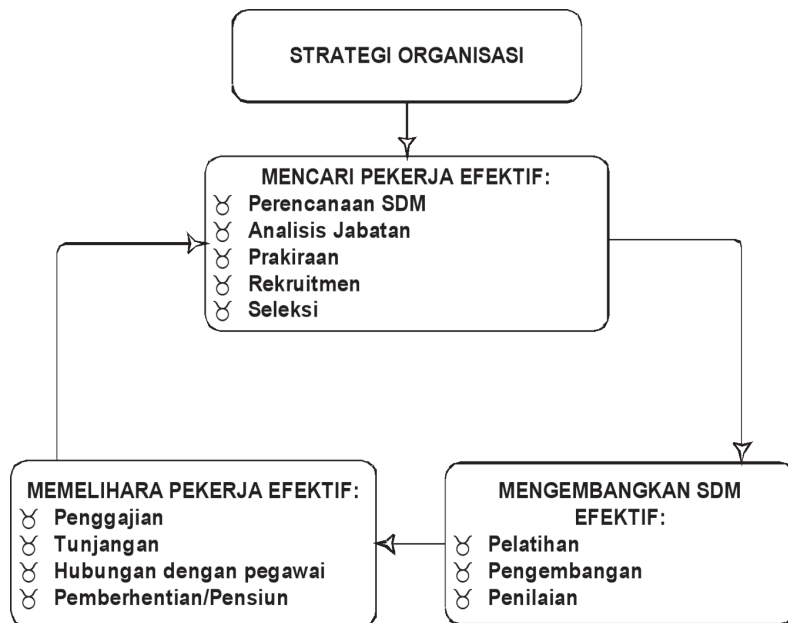 STRATEGI ORGANISASI
MENCARI PEKERJA EFEKTIF:
♉ Perencanaan SDM
♉ Analisis Jabatan
♉ Prakiraan
♉ Rekruitmen
♉ Seleksi
MEMELIHARA PEKERJA EFEKTIF:
♉ Penggajian
♉ Tunjangan
♉ Hubungan dengan pegawai
♉ Pemberhentian/Pensiun
MENGEMBANGKAN SDM
EFEKTIF:
♉ Pelatihan
♉ Pengembangan
♉ Penilaian